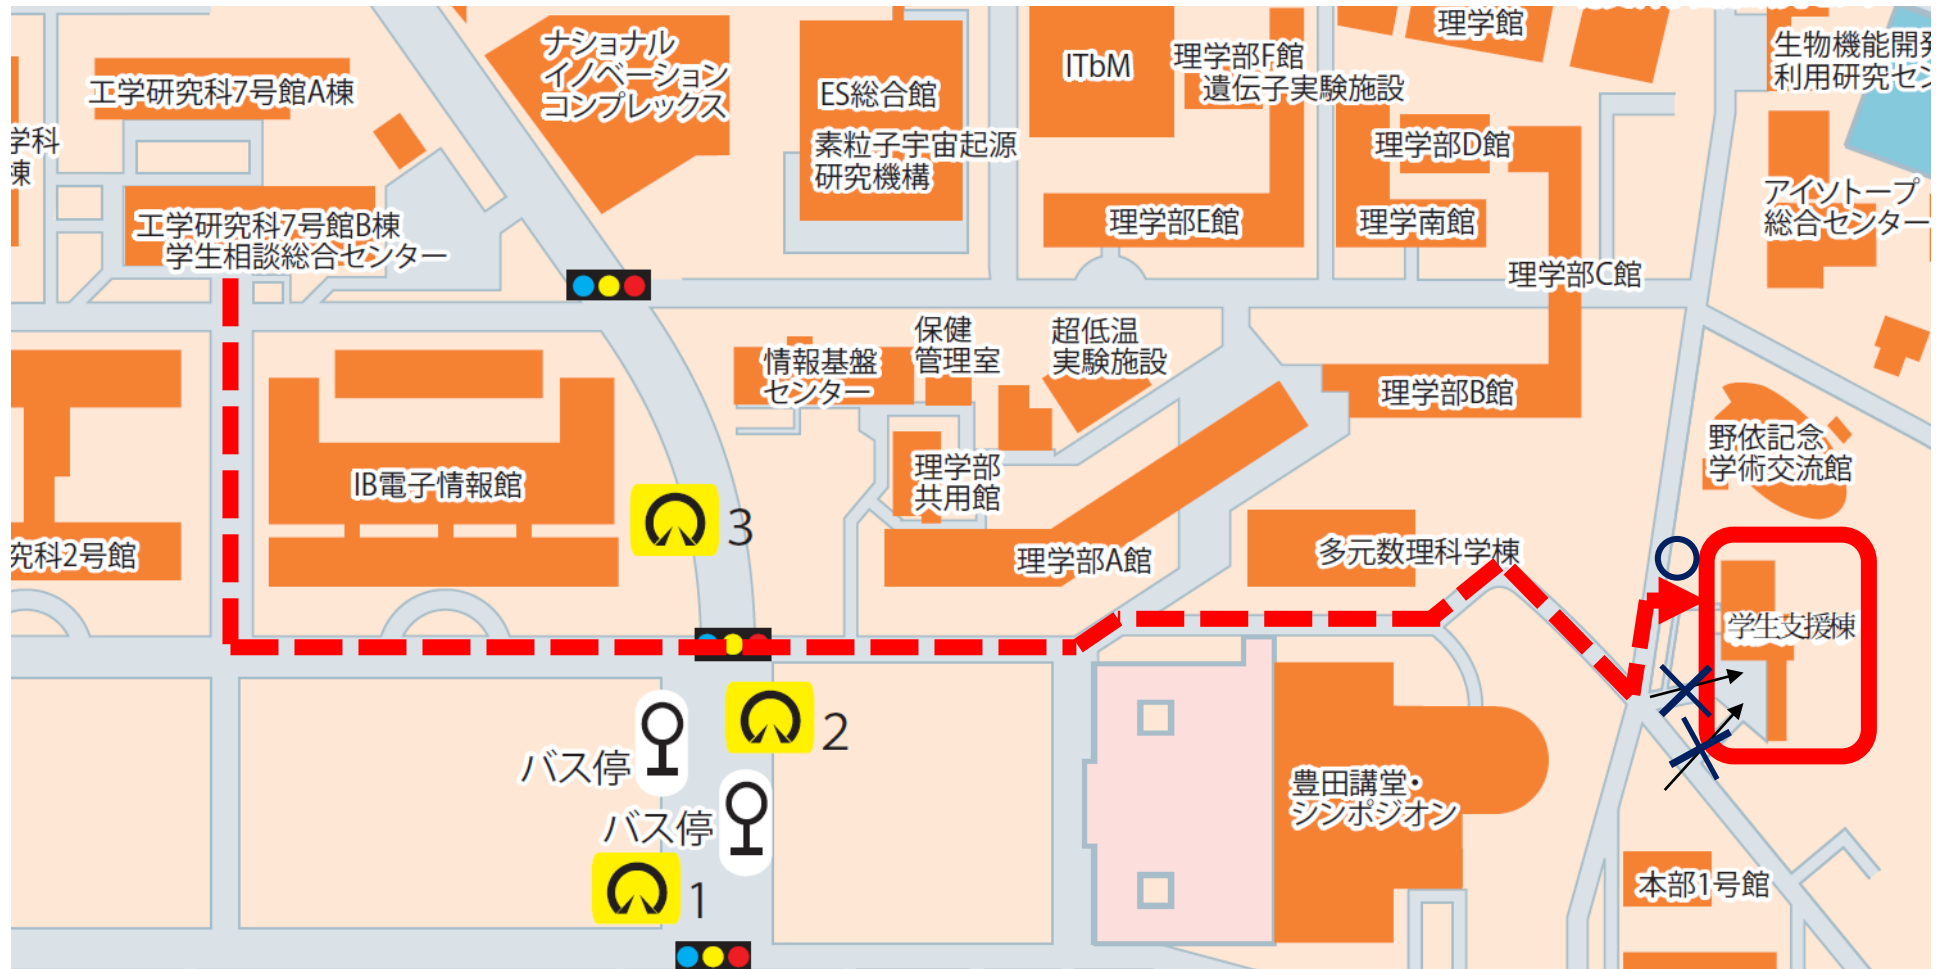 理学館
ナショナル
イノベーション
コンプレックス
生物機能開発
利用研究セン
理学部F館
遺伝子実験施設
ITbM
工学研究科7号館A棟
ES総合館
素粒子宇宙起源
研究機構
学科
棟
理学部D館
アイソトープ
総合センター
工学研究科7号館B棟
学生相談総合センター
理学部E館
理学南館
理学部C館
保健
管理室
超低温
実験施設
情報基盤
センター
理学部B館
野依記念
学術交流館
IB電子情報館
理学部
共用館
3
究科2号館
理学部A館
多元数理科学棟
学生支援棟
2
バス停
バス停
豊田講堂・
シンポジオン
1
本部1号館